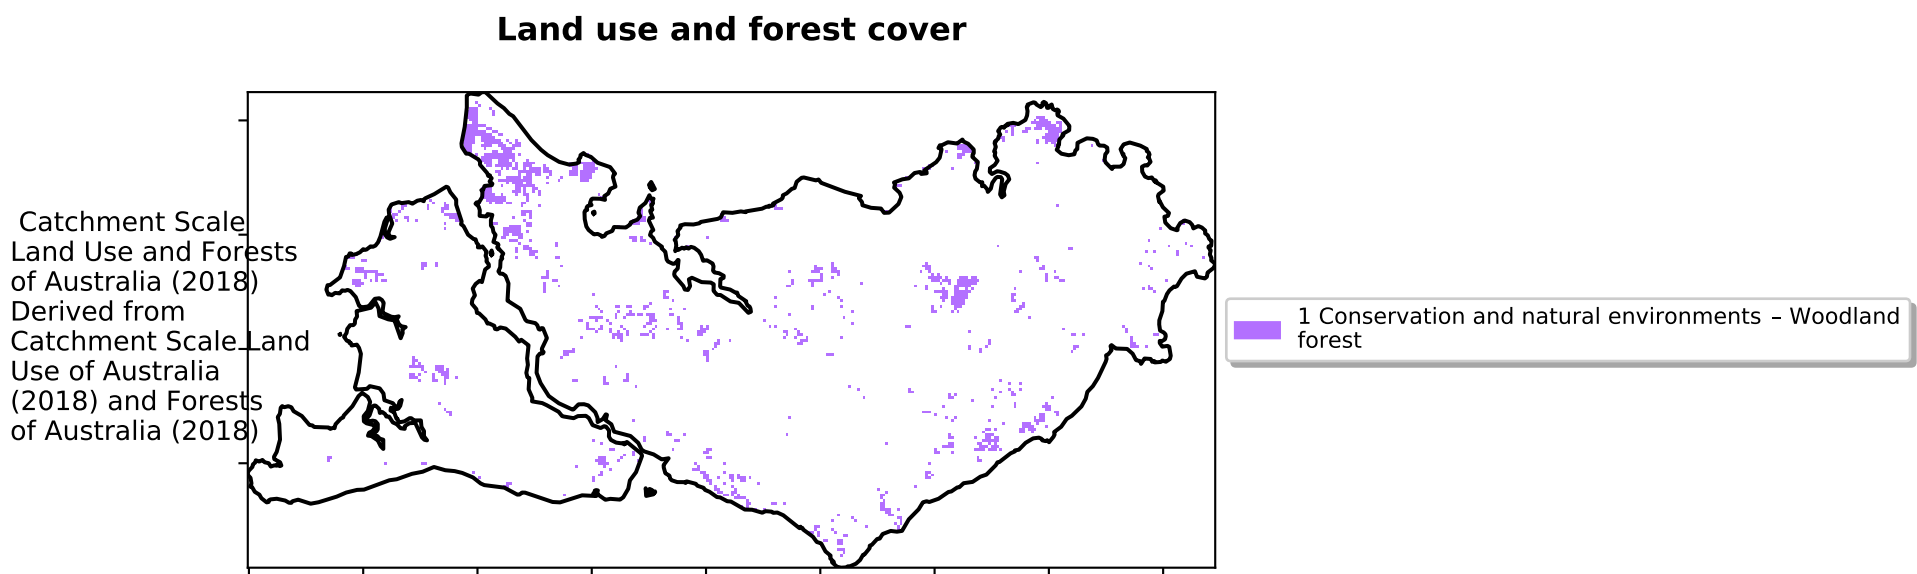 Land use and forest cover
Catchment Scale
Land Use and Forests
of Australia (2018)
Derived from
Catchment Scale Land
Use of Australia
(2018) and Forests
of Australia (2018)
1 Conservation and natural environments – Woodland
forest